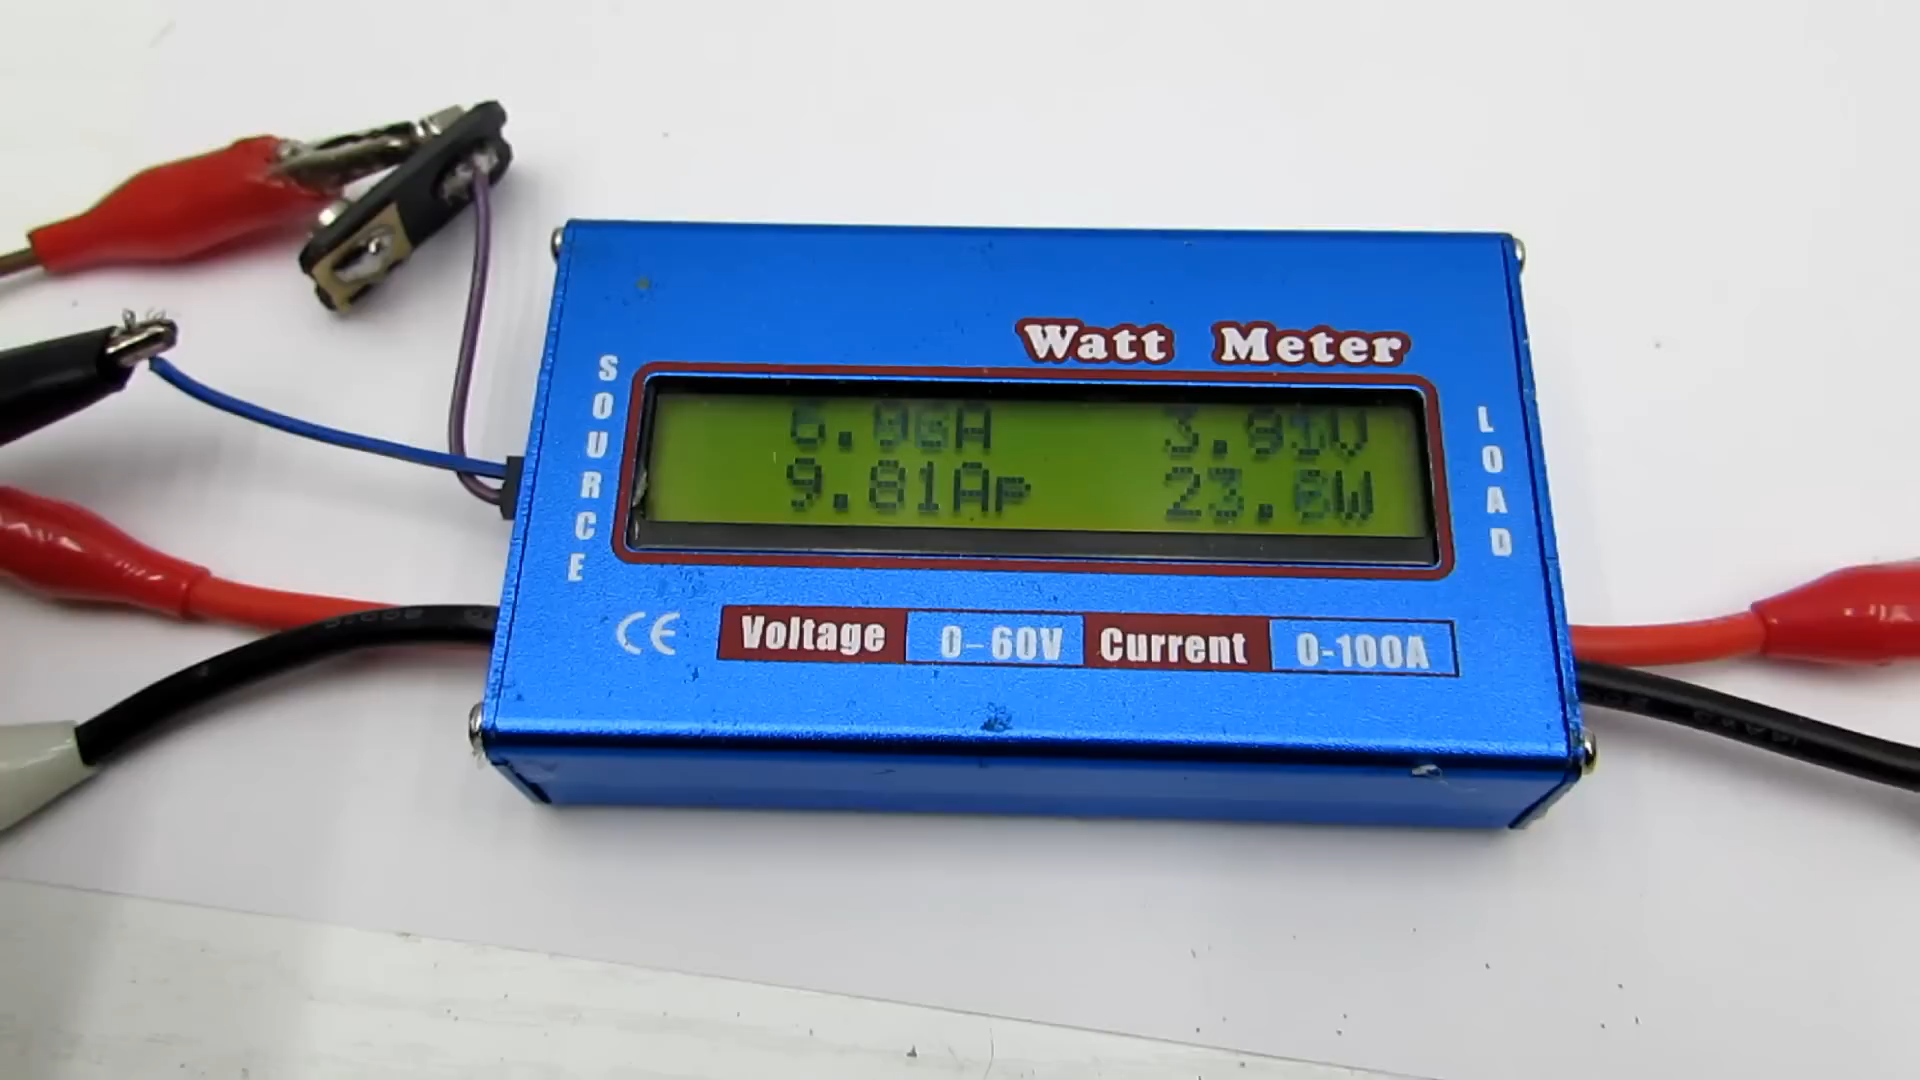 Watt Meter
SOURCE
9.81Ap
LOAD
CE
Voltage 0-60V Current 0-100A